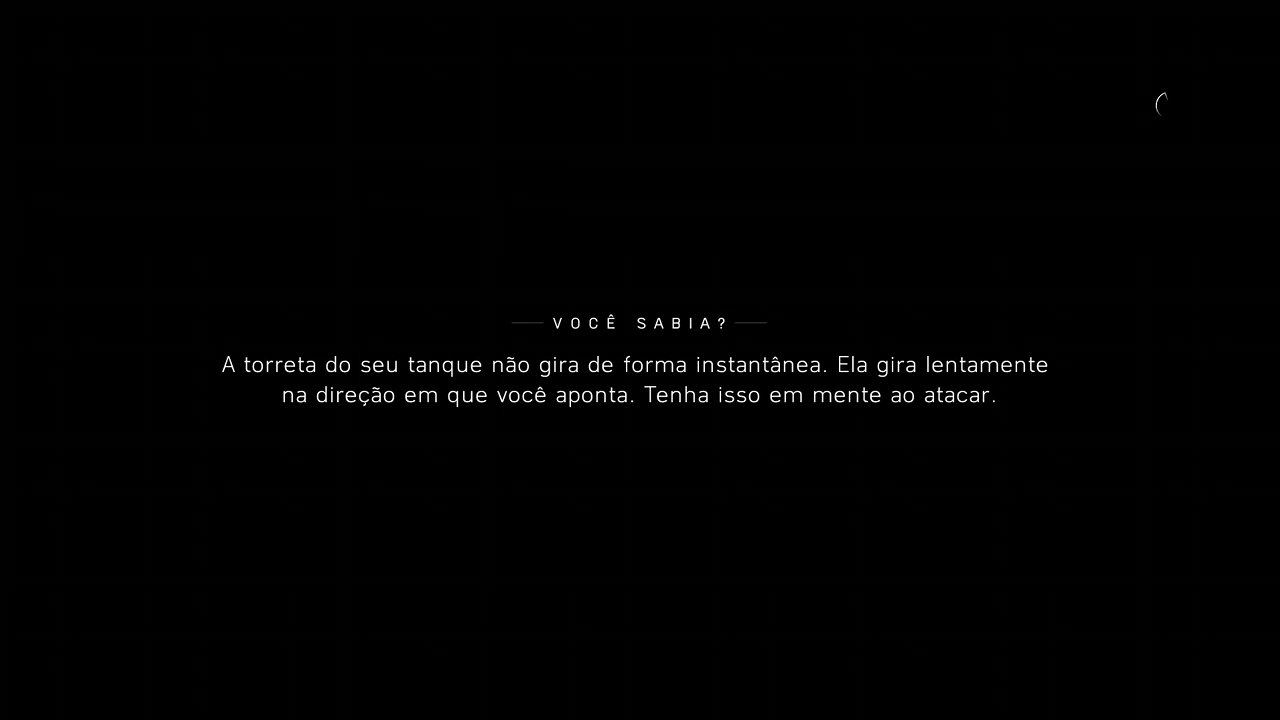 VOCÊ SABIA?
A torreta do seu tanque não gira de forma instantânea. Ela gira lentamente
na direção em que você aponta. Tenha isso em mente ao atacar.